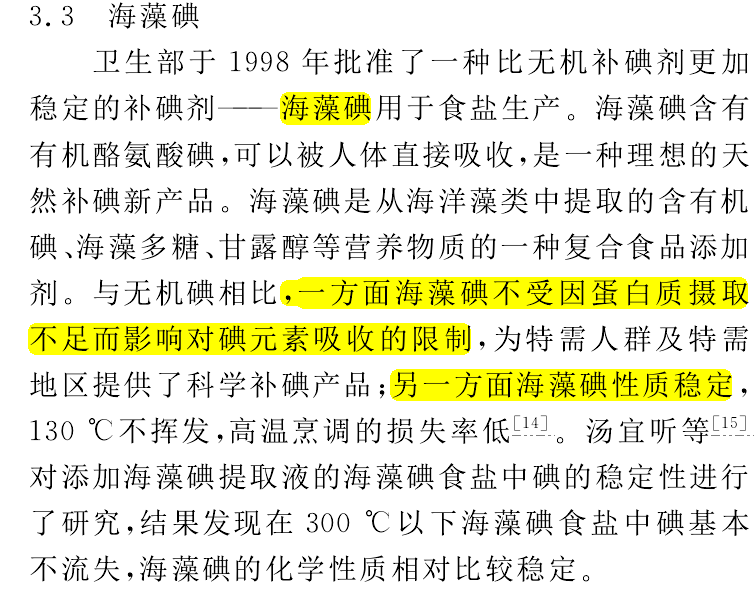 3.3 海藻碘
卫生部于 1998 年批准了一种比无机补碘剂更加
稳定的补碘剂——海藻碘用于食盐生产。海藻碘含有
有机酪氨酸碘,可以被人体直接吸收,是一种理想的天
然补碘新产品。海藻碘是从海洋藻类中提取的含有机
碘、海藻多糖、甘露醇等营养物质的一种复合食品添加
剂。与无机碘相比,一方面海藻碘不受因蛋白质摄取
不足而影响对碘元素吸收的限制,为特需人群及特需
地区提供了科学补碘产品;另一方面海藻碘性质稳定,
130 ℃不挥发,高温烹调的损失率低[14]。汤宜听等[15]
对添加海藻碘提取液的海藻碘食盐中碘的稳定性进行
了研究,结果发现在 300 ℃以下海藻碘食盐中碘基本
不流失,海藻碘的化学性质相对比较稳定。